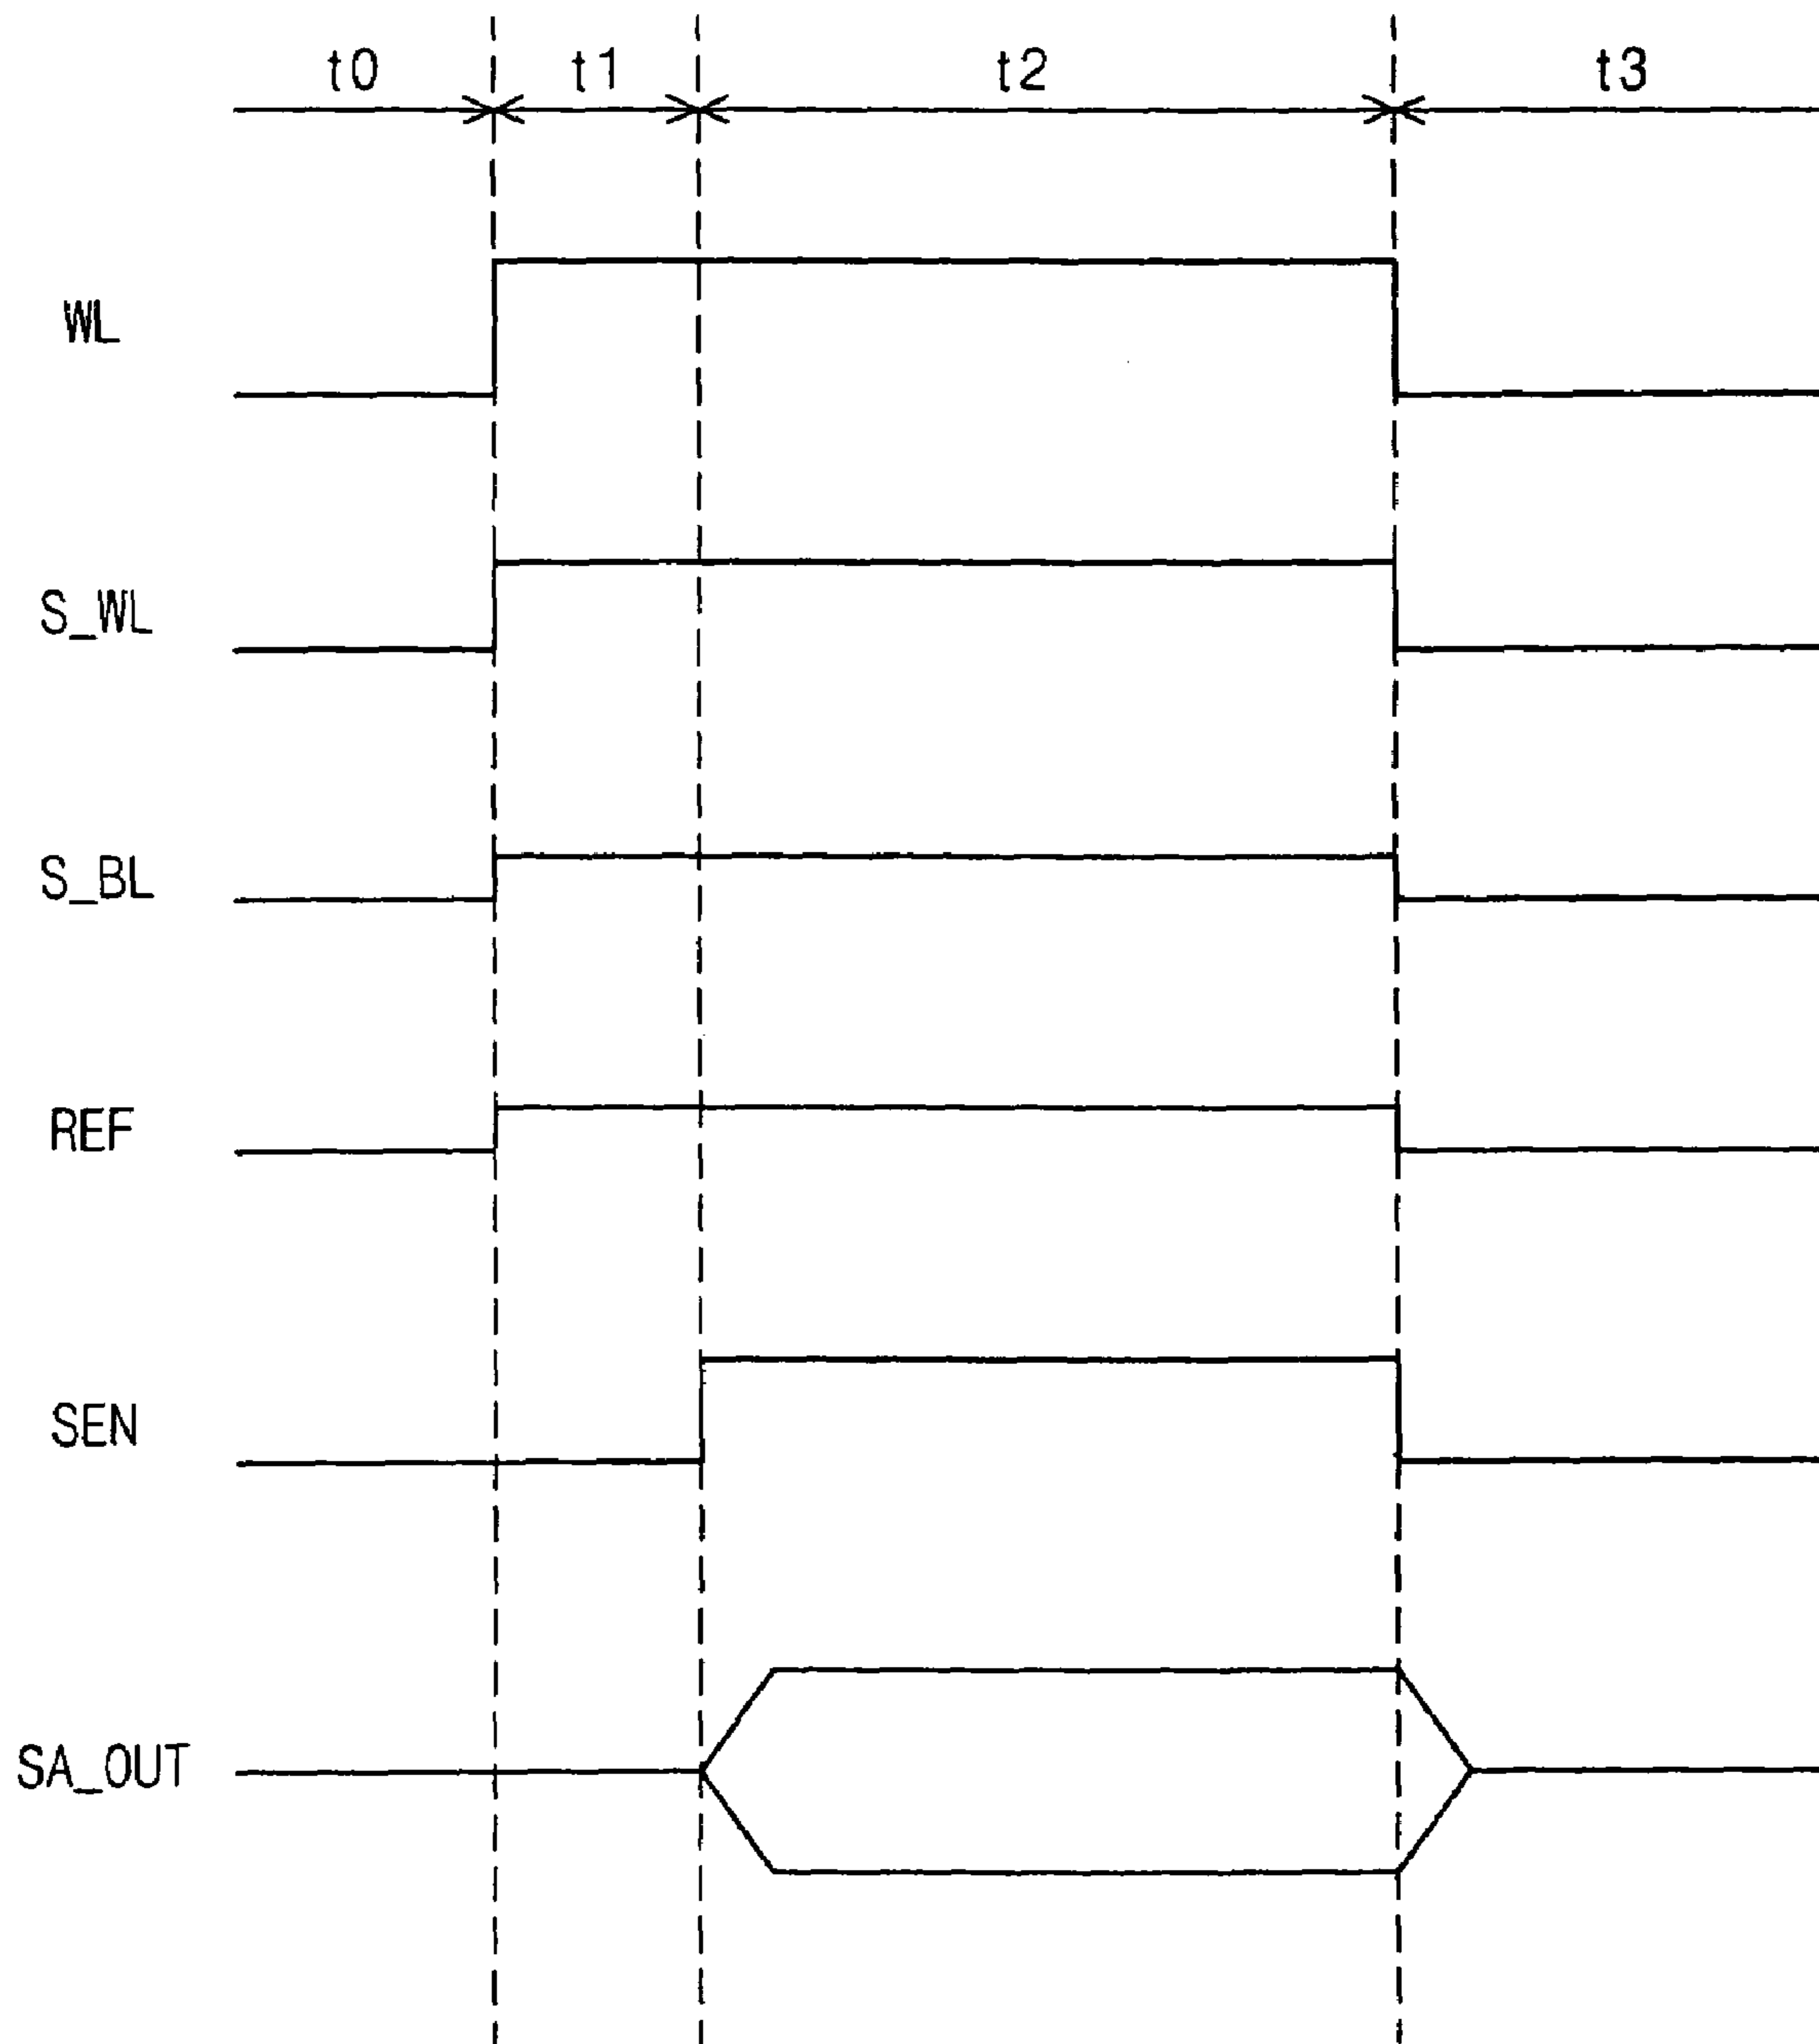 t0 t1 t2 t3
WL
S_WL
S_BL
REF
SEN
SA_OUT